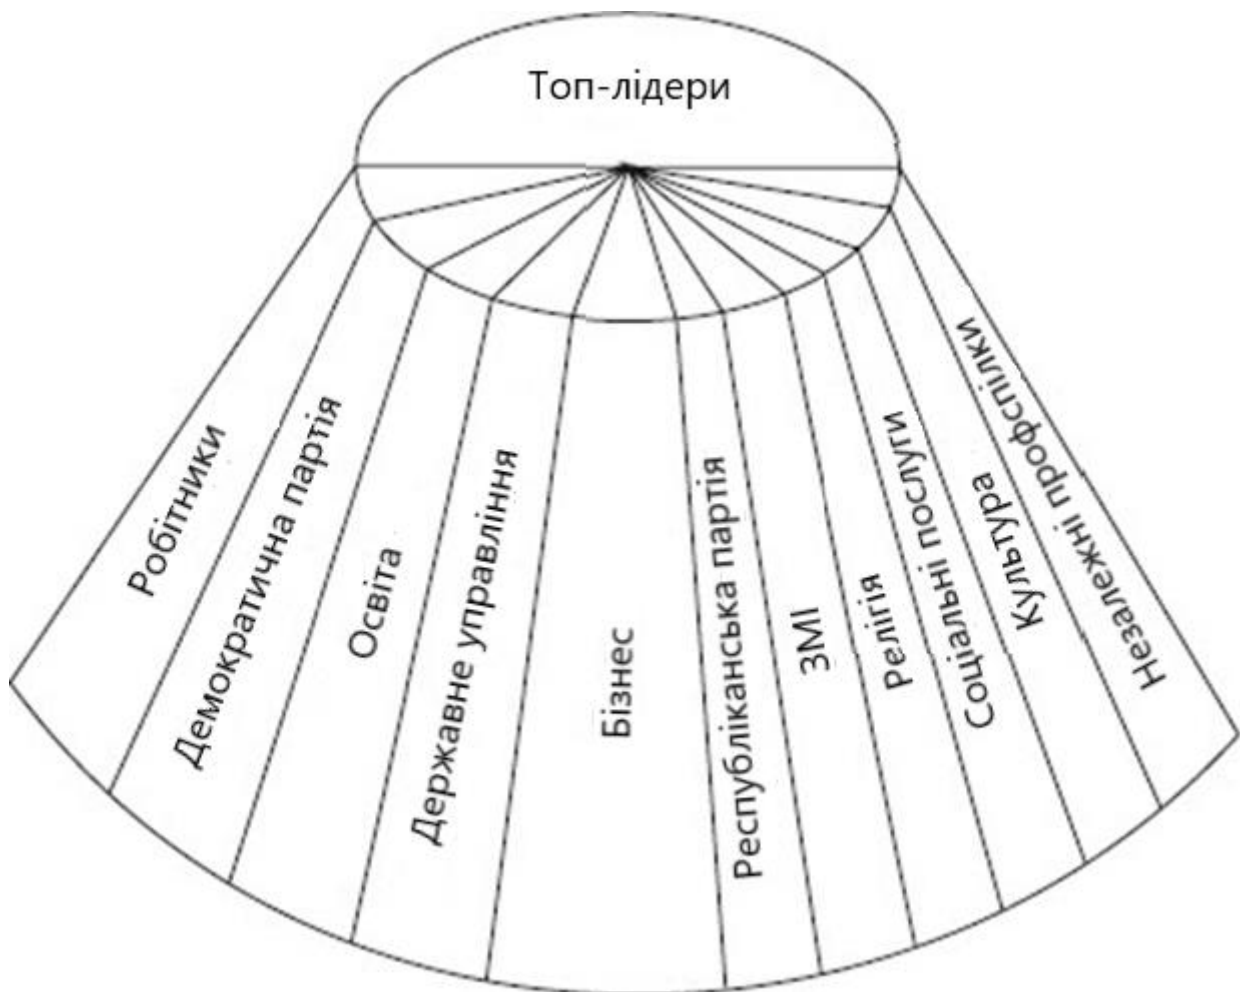 Топ-лідери
Робітники
Демократична партія
Освіта
Державне управління
Бізнес
Республіканська партія
ЗМІ
Релігія
Соціальні послуги
Культура
Незалежні профспілки